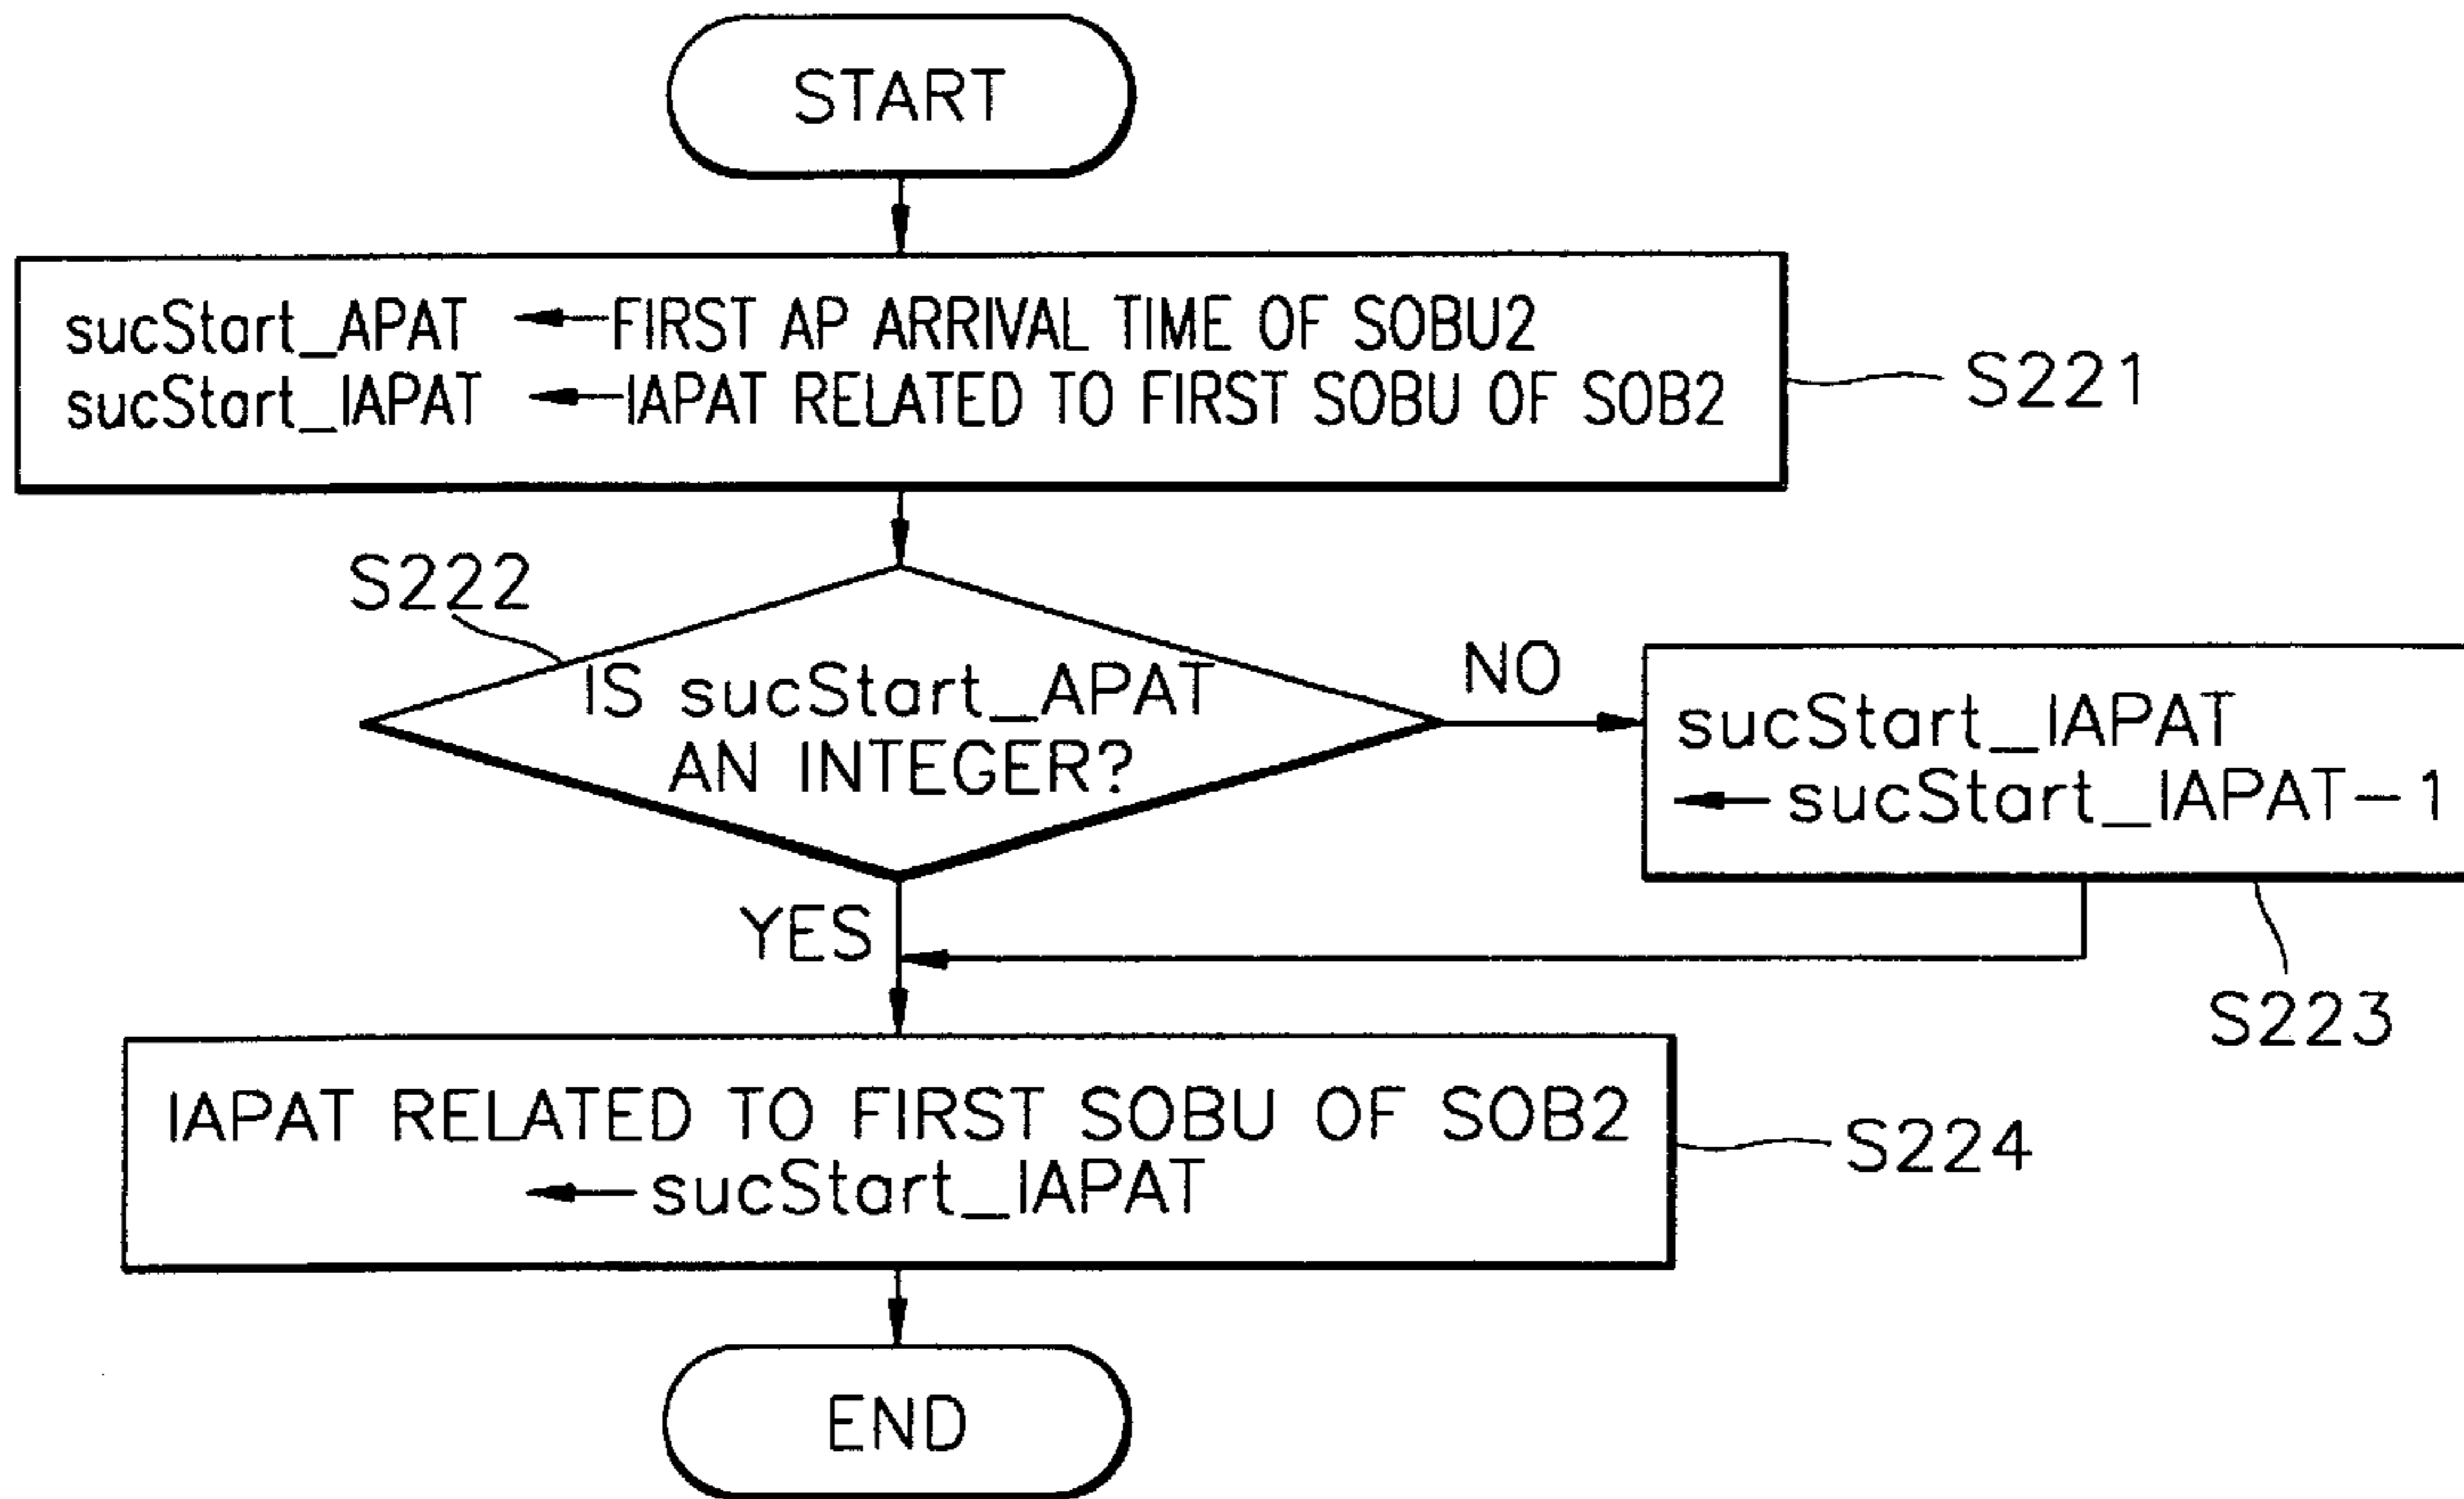 START
sucStart_APAT ← FIRST AP ARRIVAL TIME OF SOBU2
sucStart_IAPAT ← IAPAT RELATED TO FIRST SOBU OF SOB2
S221
S222
IS sucStart_APAT
AN INTEGER?
NO
sucStart_IAPAT
← sucStart_IAPAT-1
S223
YES
IAPAT RELATED TO FIRST SOBU OF SOB2
← sucStart_IAPAT
S224
END